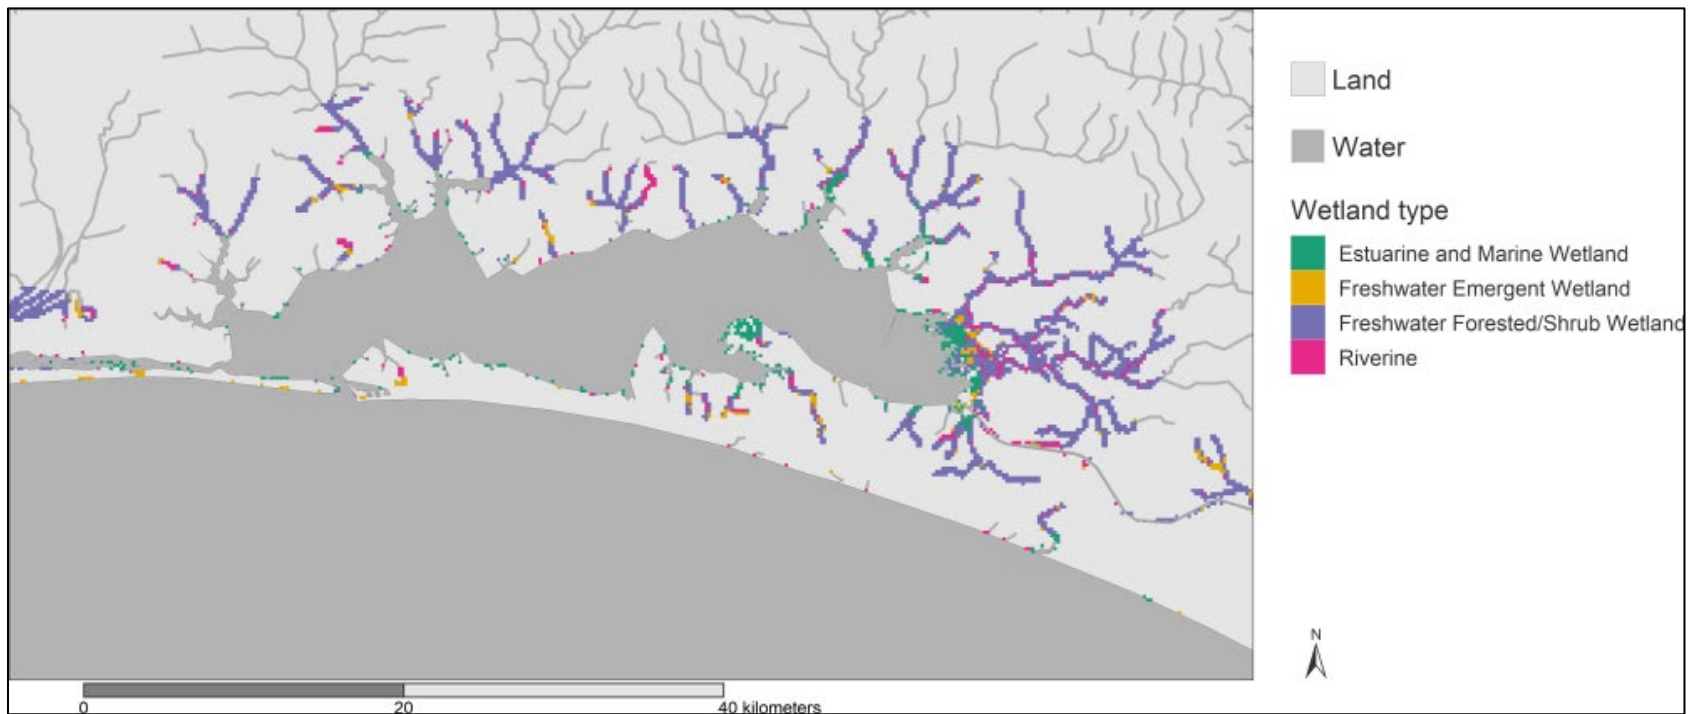 Land
Water
Wetland type
Estuarine and Marine Wetland
Freshwater Emergent Wetland
Freshwater Forested/Shrub Wetland
Riverine
N
0 20 40 kilometers